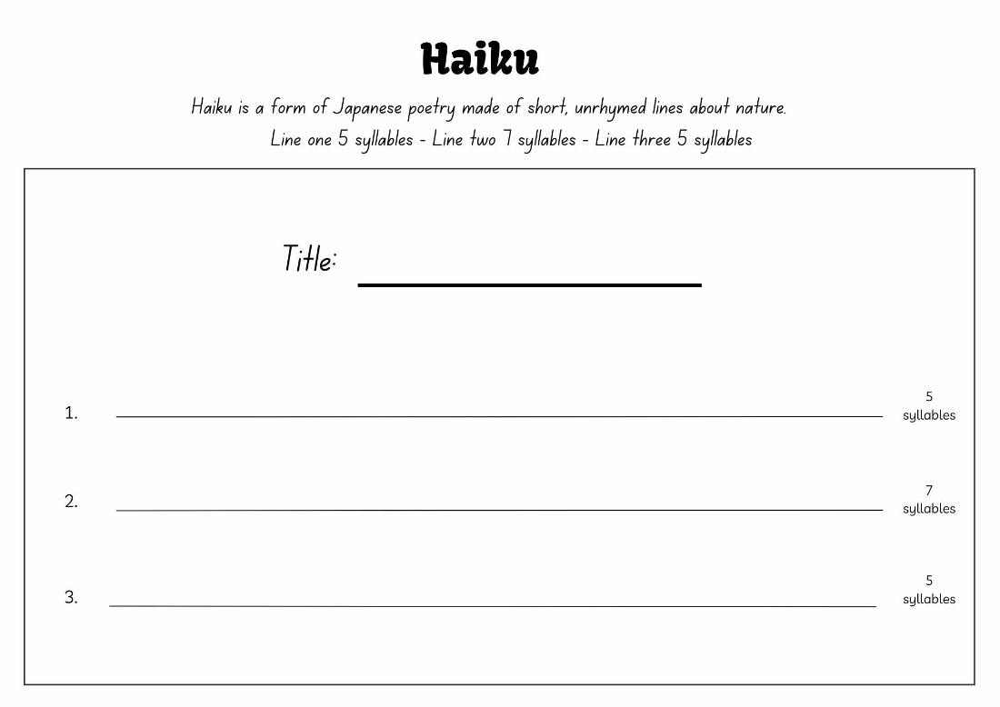 Haiku
Haiku is a form of Japanese poetry made of short, unrhymed lines about nature.
Line one 5 syllables - Line two 7 syllables - Line three 5 syllables
Title:
1.
5
syllables
2.
7
syllables
3.
5
syllables